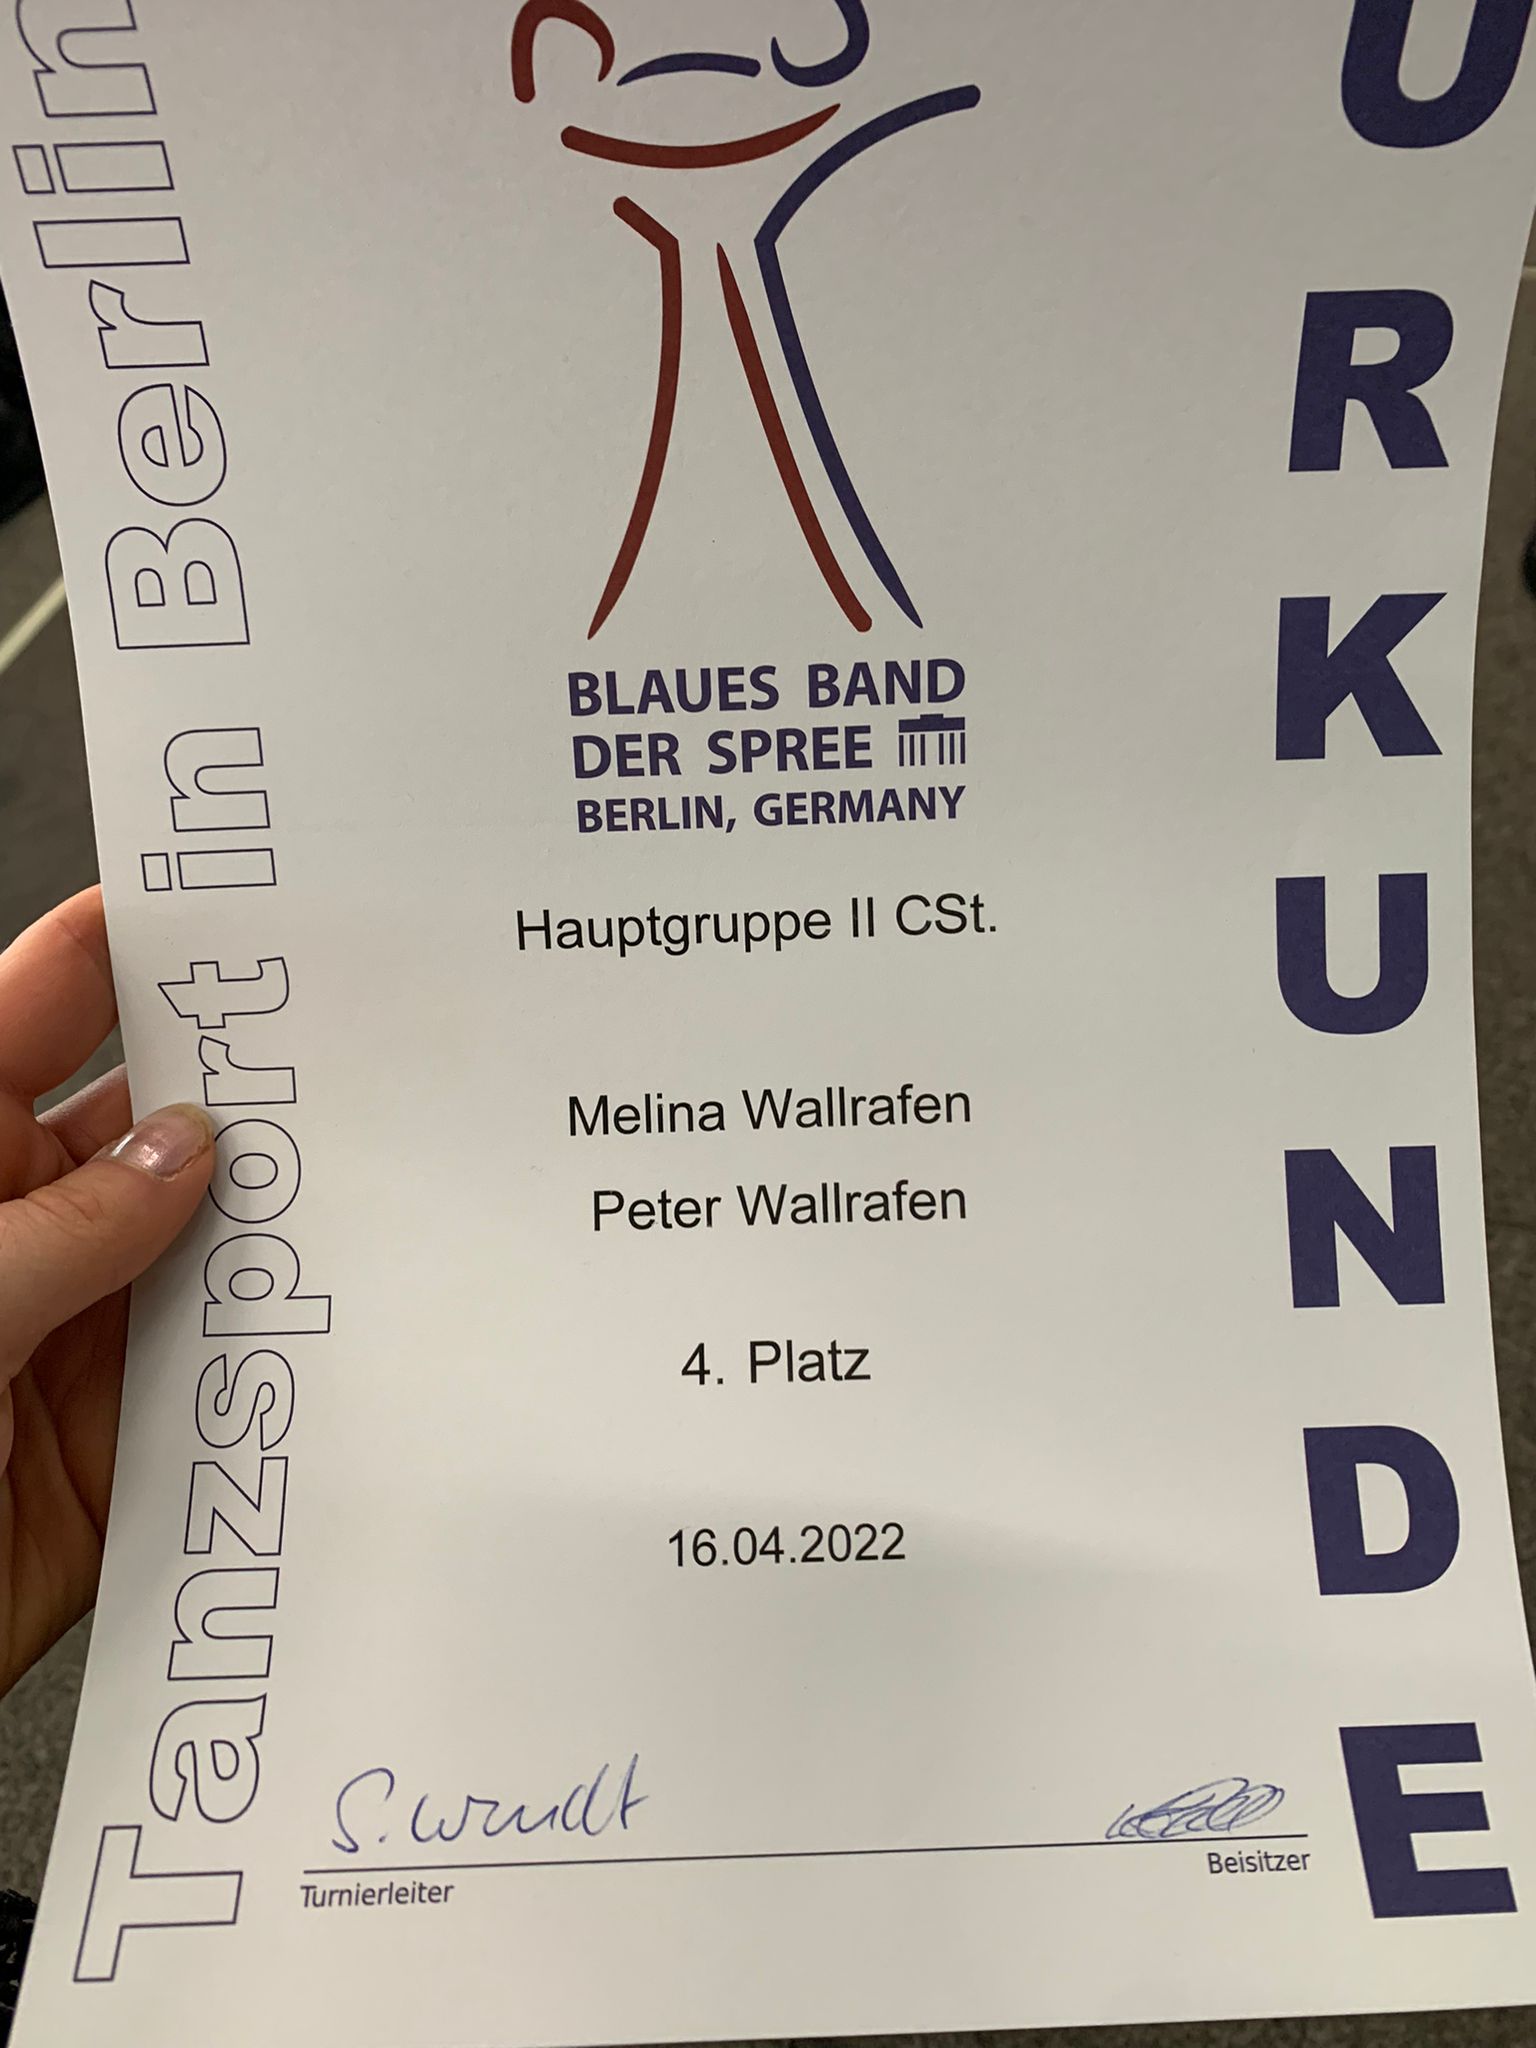 Tanzsport in Berlin
URKUNDE
BLAUES BAND
DER SPREE
BERLIN, GERMANY
Hauptgruppe II CSt.
Melina Wallrafen
Peter Wallrafen
4. Platz
16.04.2022
S. Wendt
Turnierleiter
Beisitzer